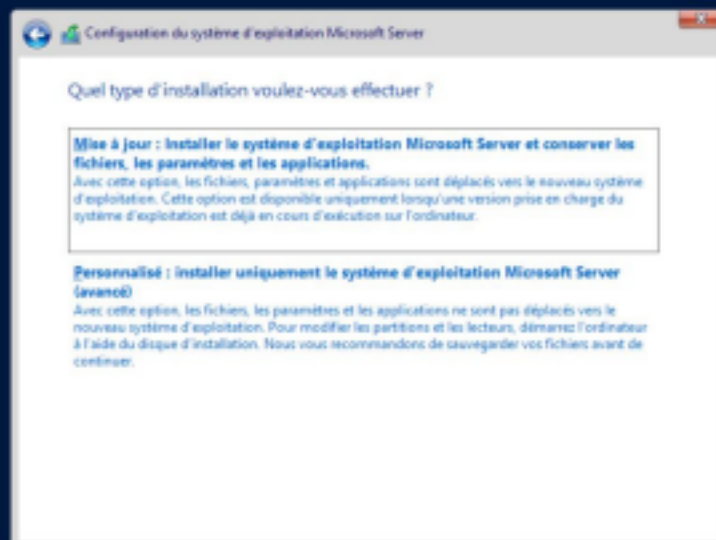 Configuration du système d'exploitation Microsoft Server
Quel type d'installation voulez-vous effectuer ?
Mise à jour : Installer le système d'exploitation Microsoft Server et conserver les
fichiers, les paramètres et les applications.
Avec cette option, les fichiers, paramètres et applications sont déplacés vers le nouveau système
d'exploitation. Cette option est disponible uniquement lorsqu'une version prise en charge du
système d'exploitation est déjà en cours d'exécution sur l'ordinateur.
Personnalisé : installer uniquement le système d'exploitation Microsoft Server
(avancé)
Avec cette option, les fichiers, les paramètres et les applications ne sont pas déplacés vers le
nouveau système d'exploitation. Pour modifier les partitions et les lecteurs, démarrez l'ordinateur
à l'aide du disque d'installation. Nous vous recommandons de sauvegarder vos fichiers avant de
continuer.